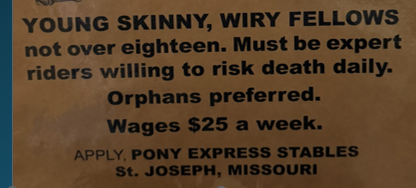 YOUNG SKINNY, WIRY FELLOWS
not over eighteen. Must be expert
riders willing to risk death daily.
Orphans preferred.
Wages $25 a week.
APPLY, PONY EXPRESS STABLES
St. JOSEPH, MISSOURI